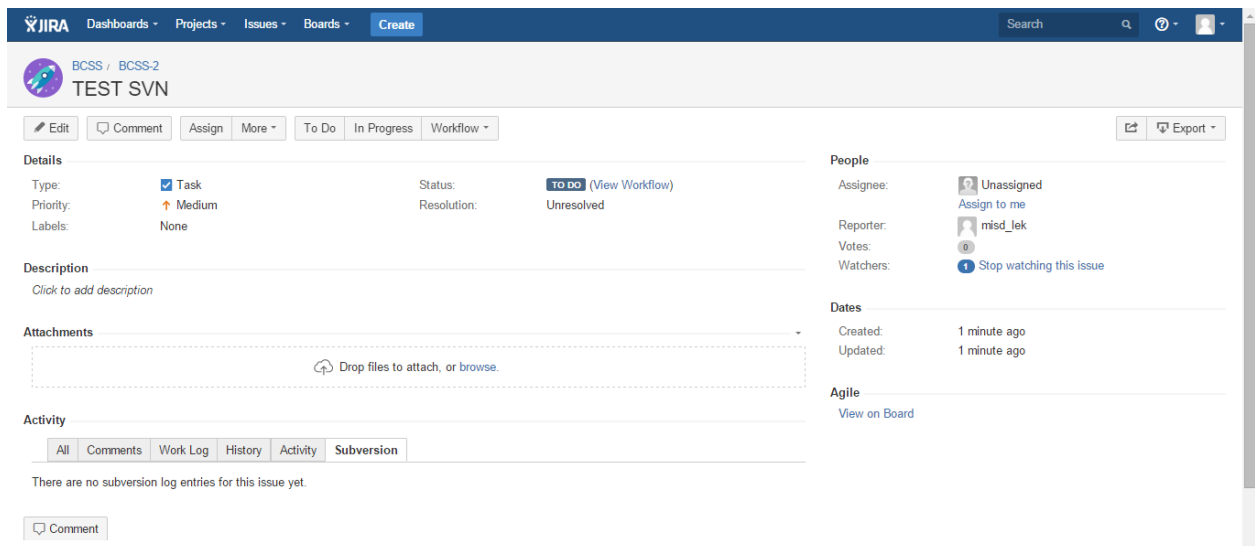 JIRA Dashboards Projects Issues Boards Create Search
BCSS / BCSS-2
TEST SVN
Edit Comment Assign More To Do In Progress Workflow Export
Details
Type: Task Status: TO DO (View Workflow)
Priority: Medium Resolution: Unresolved
Labels: None
Description
Click to add description
Attachments
Drop files to attach, or browse.
Activity
All Comments Work Log History Activity Subversion
There are no subversion log entries for this issue yet.
Comment
People
Assignee: Unassigned
Assign to me
Reporter: misd_lek
Votes: 0
Watchers: 1 Stop watching this issue
Dates
Created: 1 minute ago
Updated: 1 minute ago
Agile
View on Board